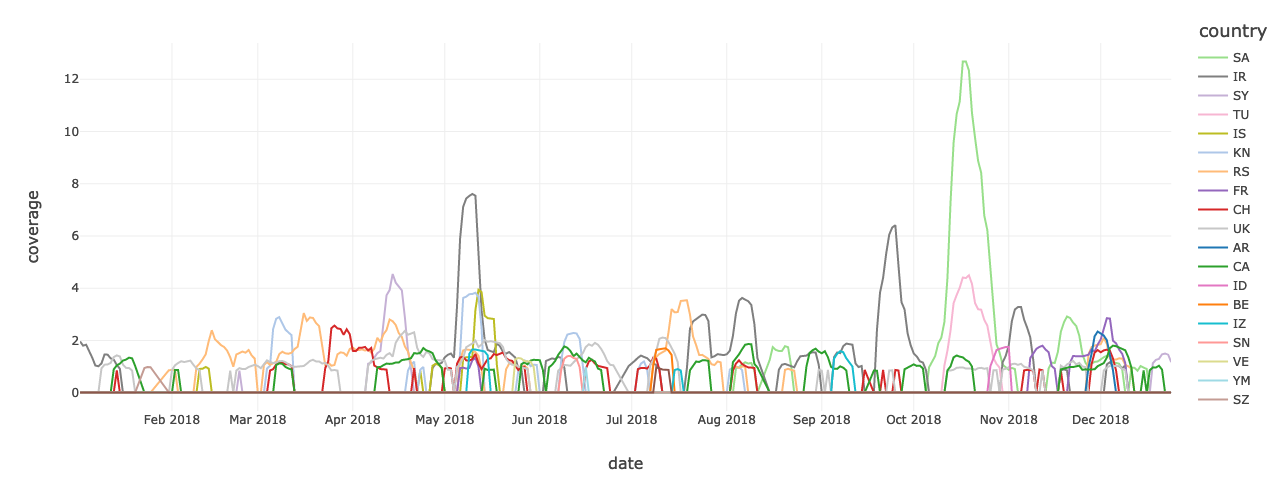 country
SA
IR
SY
TU
IS
KN
RS
FR
CH
UK
AR
CA
ID
BE
IZ
SN
VE
YM
SZ
coverage
12
10
8
6
4
2
0
Feb 2018 Mar 2018 Apr 2018 May 2018 Jun 2018 Jul 2018 Aug 2018 Sep 2018 Oct 2018 Nov 2018 Dec 2018
date